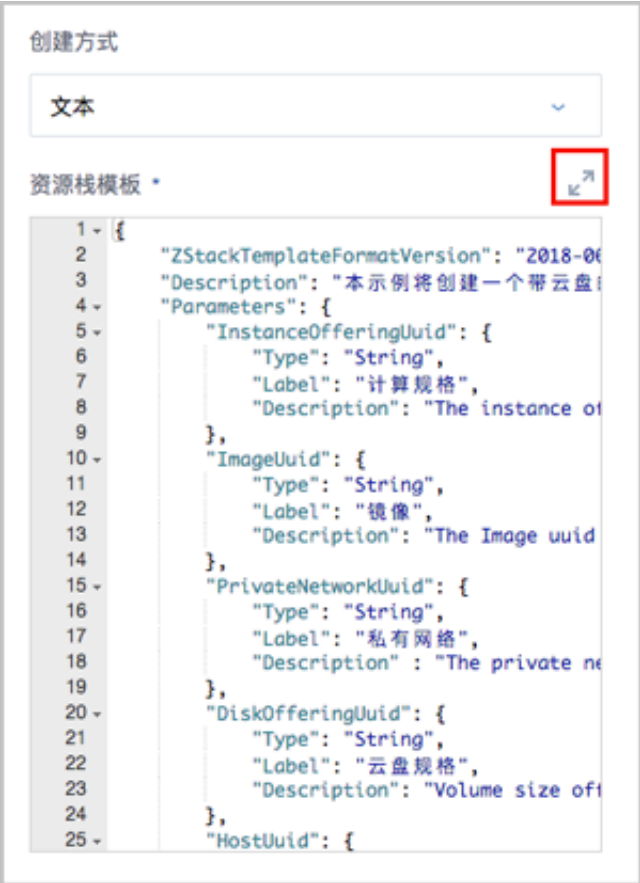 创建方式
文本
资源栈模板 *
1 {
2 "ZStackTemplateFormatVersion": "2018-06
3 "Description": "本示例将创建一个带云盘
4 "Parameters": {
5 "InstanceOfferingUuid": {
6 "Type": "String",
7 "Label": "计算规格",
8 "Description": "The instance of
9 },
10 "ImageUuid": {
11 "Type": "String",
12 "Label": "镜像",
13 "Description": "The Image uuid
14 },
15 "PrivateNetworkUuid": {
16 "Type": "String",
17 "Label": "私有网络",
18 "Description" : "The private ne
19 },
20 "DiskOfferingUuid": {
21 "Type": "String",
22 "Label": "云盘规格",
23 "Description": "Volume size off
24 },
25 "HostUuid": {